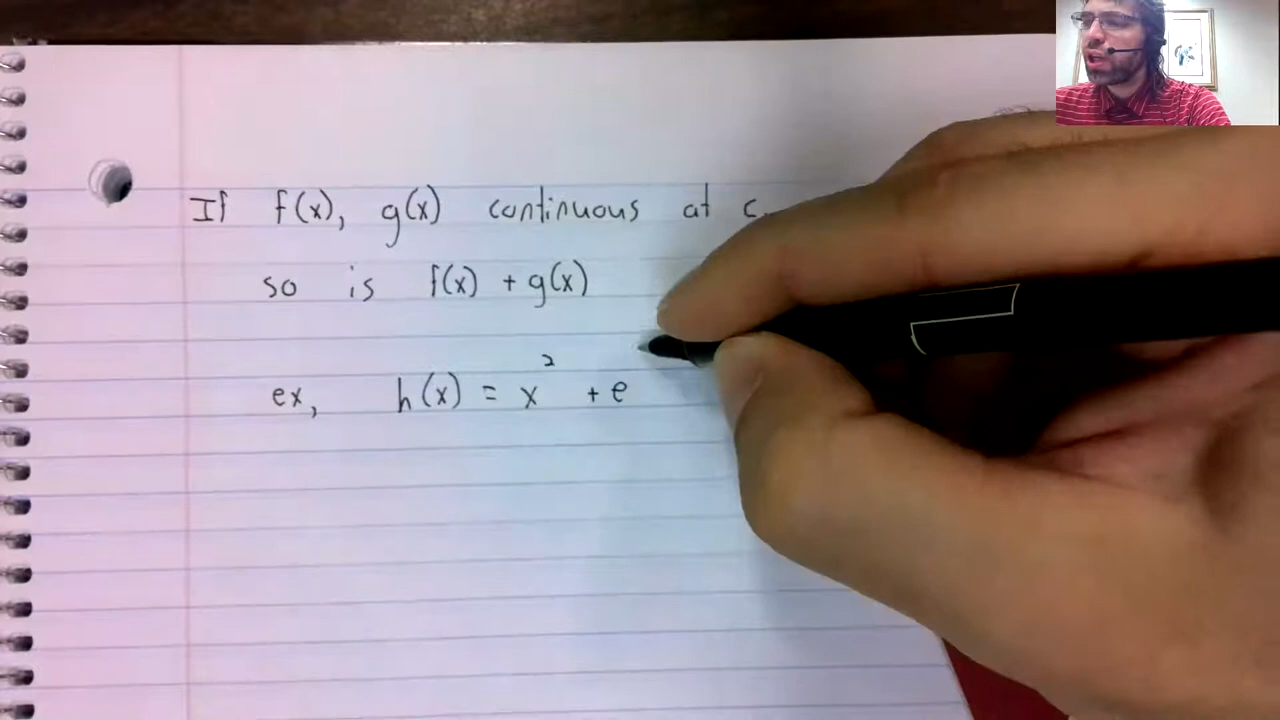 If f(x), g(x) continuous at c,
so is f(x) + g(x)
ex, h(x) = x² + e